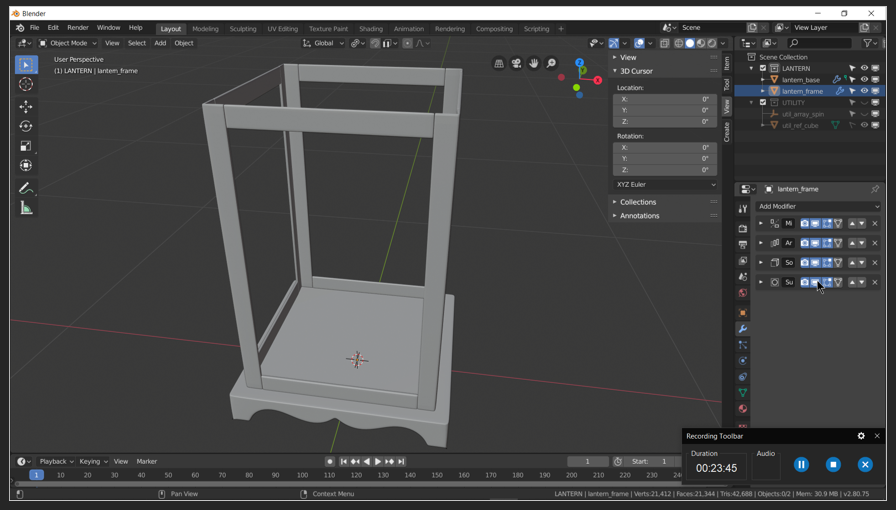 Blender
File Edit Render Window Help
Layout Modeling Sculpting UV Editing Texture Paint Shading Animation Rendering Compositing Scripting +
Scene
View Layer
Object Mode View Select Add Object
Global
User Perspective
(1) LANTERN | lantern_frame
View
3D Cursor
Location:
X: 0"
Y: 0"
Z: 0"
Rotation:
X: 0°
Y: 0°
Z: 0°
XYZ Euler
Collections
Annotations
Item
Tool
View
Create
Scene Collection
LANTERN
lantern_base
lantern_frame
UTILITY
util_array_spin
util_ref_cube
lantern_frame
Add Modifier
Mi
Ar
So
Su
Recording Toolbar
Duration
00:23:45
Audio
Playback Keying View Marker
1
Start: 1
1 10 20 30 40 50 60 70 80 90 100 110 120 130 140 150 160 170 180 190 200 210 220 230
Pan View
Context Menu
LANTERN | lantern_frame | Verts:21,412 | Faces:21,344 | Tris:42,688 | Objects:0/2 | Mem: 30.9 MB | v2.80.75